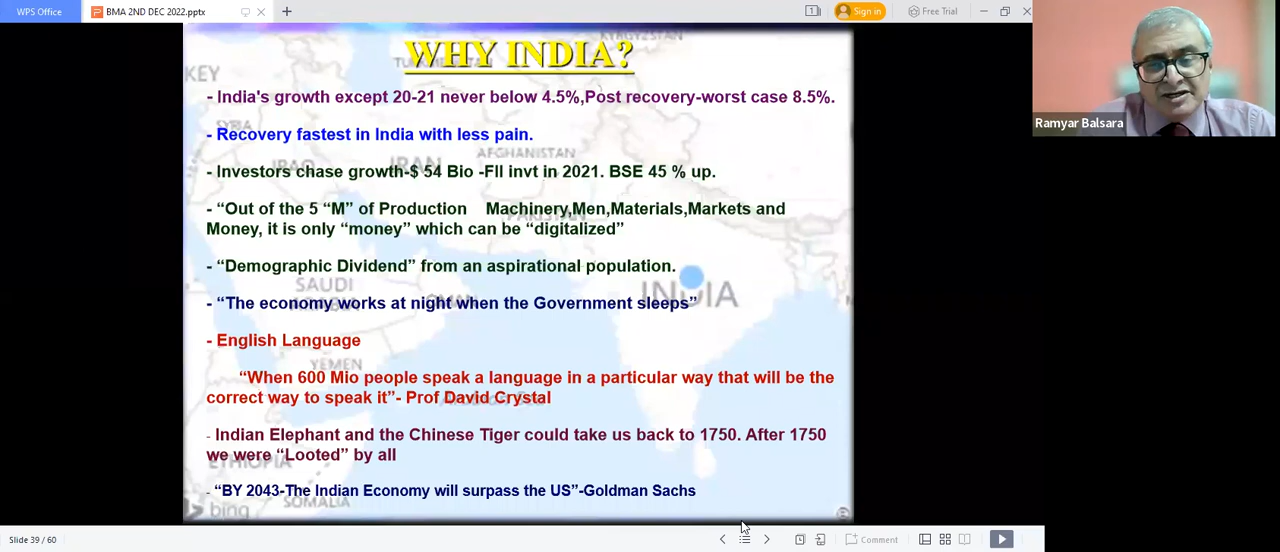 WPS Office
BMA 2ND DEC 2022.pptx
Sign in
Free Trial
WHY INDIA?
KYRGYZSTAN
KEY
- India's growth except 20-21 never below 4.5%,Post recovery-worst case 8.5%.
SYRIA
- Recovery fastest in India with less pain.
AFGHANISTAN
IRAQ
IRAN
- Investors chase growth-$ 54 Bio -FII invt in 2021. BSE 45 % up.
- “Out of the 5 “M” of Production Machinery,Men,Materials,Markets and
PAKISTAN
Money, it is only “money” which can be “digitalized”
- “Demographic Dividend” from an aspirational population.
SAUDI
ARABIA
OMAN
INDIA
- “The economy works at night when the Government sleeps”
- English Language
YEMEN
“When 600 Mio people speak a language in a particular way that will be the
correct way to speak it”- Prof David Crystal
- Indian Elephant and the Chinese Tiger could take us back to 1750. After 1750
we were “Looted” by all
ETHIOPIA
- “BY 2043-The Indian Economy will surpass the US”-Goldman Sachs
SOMALIA
bing
Ramyar Balsara
Slide 39 / 60
Comment